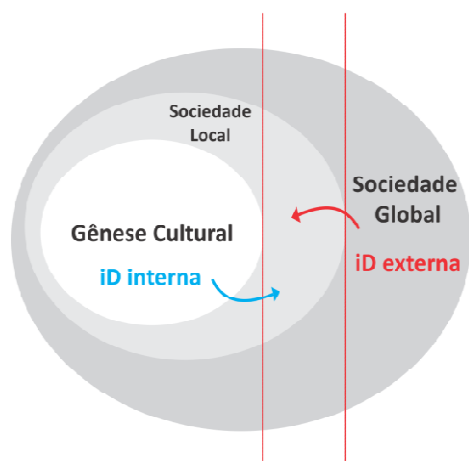 Sociedade
Local
Sociedade
Global
Gênese Cultural
iD externa
iD interna